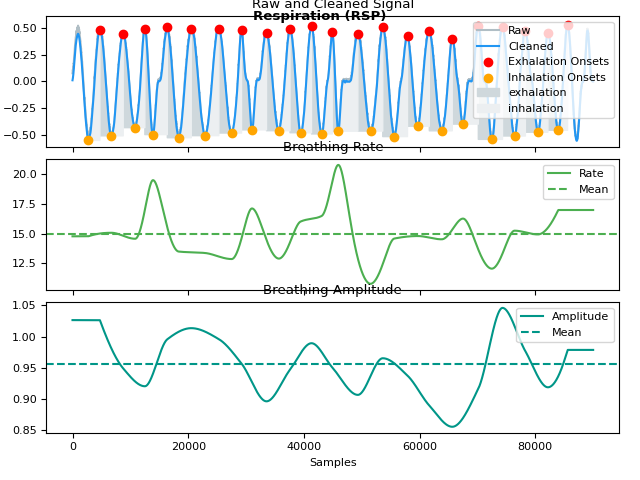 Raw and Cleaned Signal
Respiration (RSP)
0.50
0.25
0.00
−0.25
−0.50
Raw
Cleaned
Exhalation Onsets
Inhalation Onsets
exhalation
inhalation
Breathing Rate
20.0
17.5
15.0
12.5
Rate
Mean
Breathing Amplitude
1.05
1.00
0.95
0.90
0.85
Amplitude
Mean
0 20000 40000 60000 80000
Samples